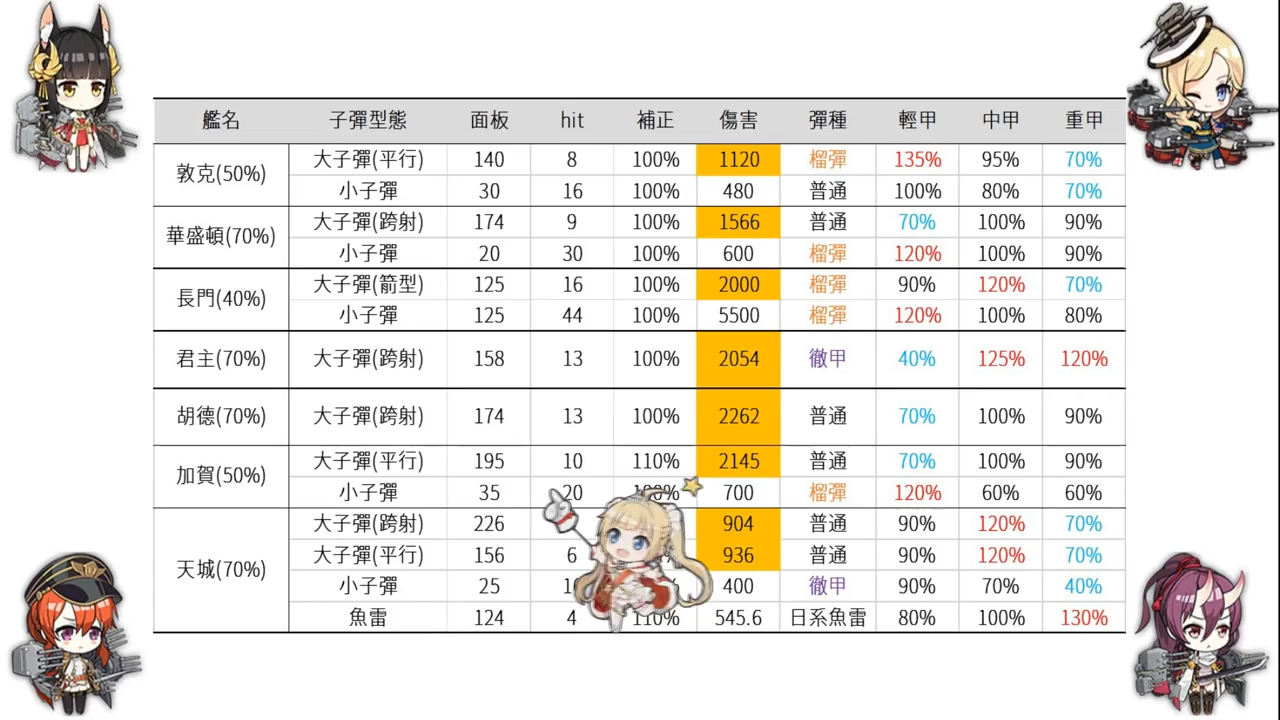 艦名 子彈型態 面板 hit 補正 傷害 彈種 輕甲 中甲 重甲
敦克(50%) 大子彈(平行) 140 8 100% 1120 榴彈 135% 95% 70%
小子彈 30 16 100% 480 普通 100% 80% 70%
華盛頓(70%) 大子彈(跨射) 174 9 100% 1566 普通 70% 100% 90%
小子彈 20 30 100% 600 榴彈 120% 100% 90%
長門(40%) 大子彈(箭型) 125 16 100% 2000 榴彈 90% 120% 70%
小子彈 125 44 100% 5500 榴彈 120% 100% 80%
君主(70%) 大子彈(跨射) 158 13 100% 2054 徹甲 40% 125% 120%
胡德(70%) 大子彈(跨射) 174 13 100% 2262 普通 70% 100% 90%
加賀(50%) 大子彈(平行) 195 10 110% 2145 普通 70% 100% 90%
小子彈 35 20 100% 700 榴彈 120% 60% 60%
天城(70%) 大子彈(跨射) 226 904 普通 90% 120% 70%
大子彈(平行) 156 6 936 普通 90% 120% 70%
小子彈 25 400 徹甲 90% 70% 40%
魚雷 124 4 110% 545.6 日系魚雷 80% 100% 130%